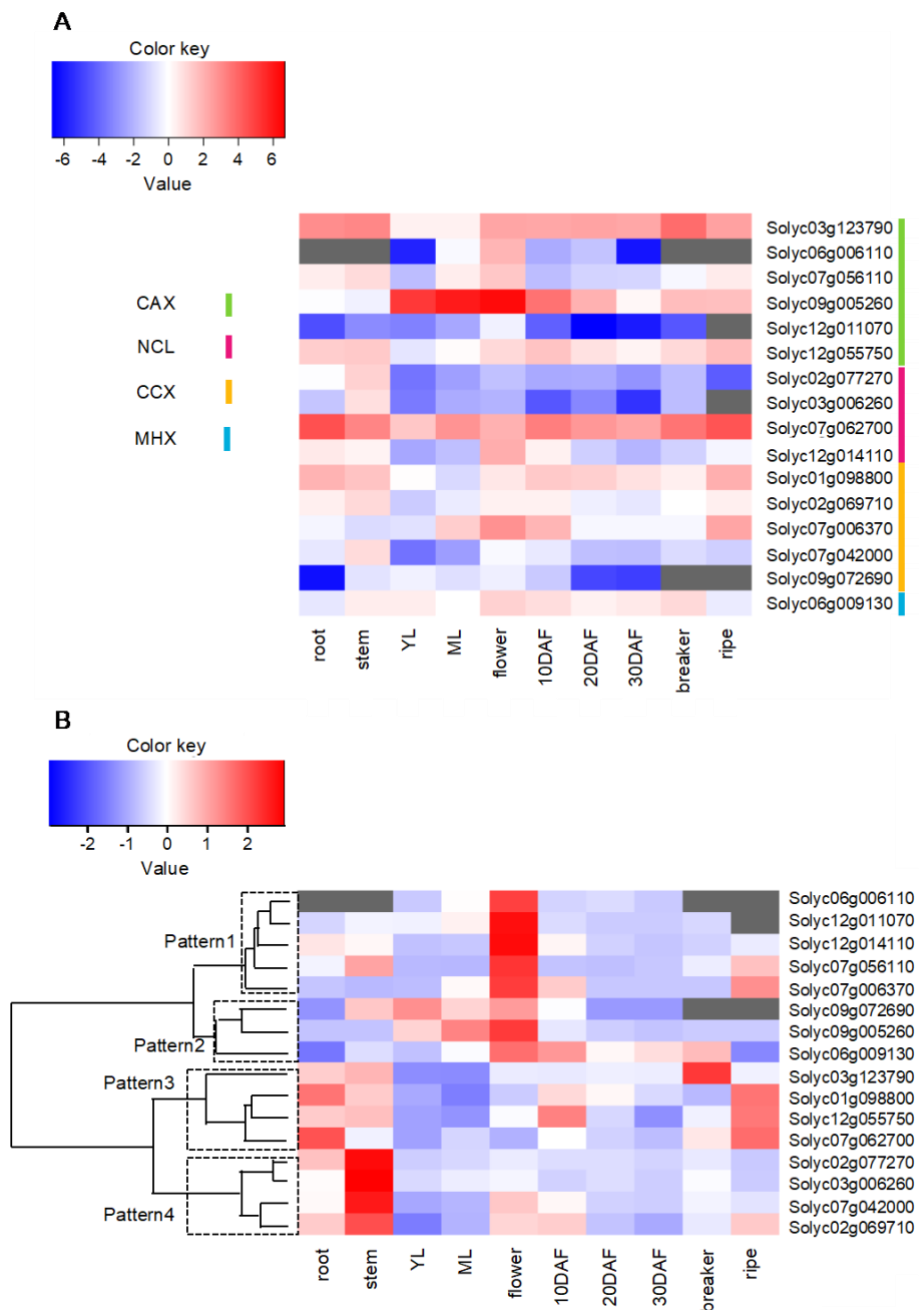 A
Color key
-6 -4 -2 0 2 4 6
Value
CAX
NCL
CCX
MHX
Solyc03g123790
Solyc06g006110
Solyc07g056110
Solyc09g005260
Solyc12g011070
Solyc12g055750
Solyc02g077270
Solyc03g006260
Solyc07g062700
Solyc12g014110
Solyc01g098800
Solyc02g069710
Solyc07g006370
Solyc07g042000
Solyc09g072690
Solyc06g009130
root stem YL ML flower 10DAF 20DAF 30DAF breaker ripe
B
Color key
-2 -1 0 1 2
Value
Pattern1
Pattern2
Pattern3
Pattern4
Solyc06g006110
Solyc12g011070
Solyc12g014110
Solyc07g056110
Solyc07g006370
Solyc09g072690
Solyc09g005260
Solyc06g009130
Solyc03g123790
Solyc01g098800
Solyc12g055750
Solyc07g062700
Solyc02g077270
Solyc03g006260
Solyc07g042000
Solyc02g069710
root stem YL ML flower 10DAF 20DAF 30DAF breaker ripe